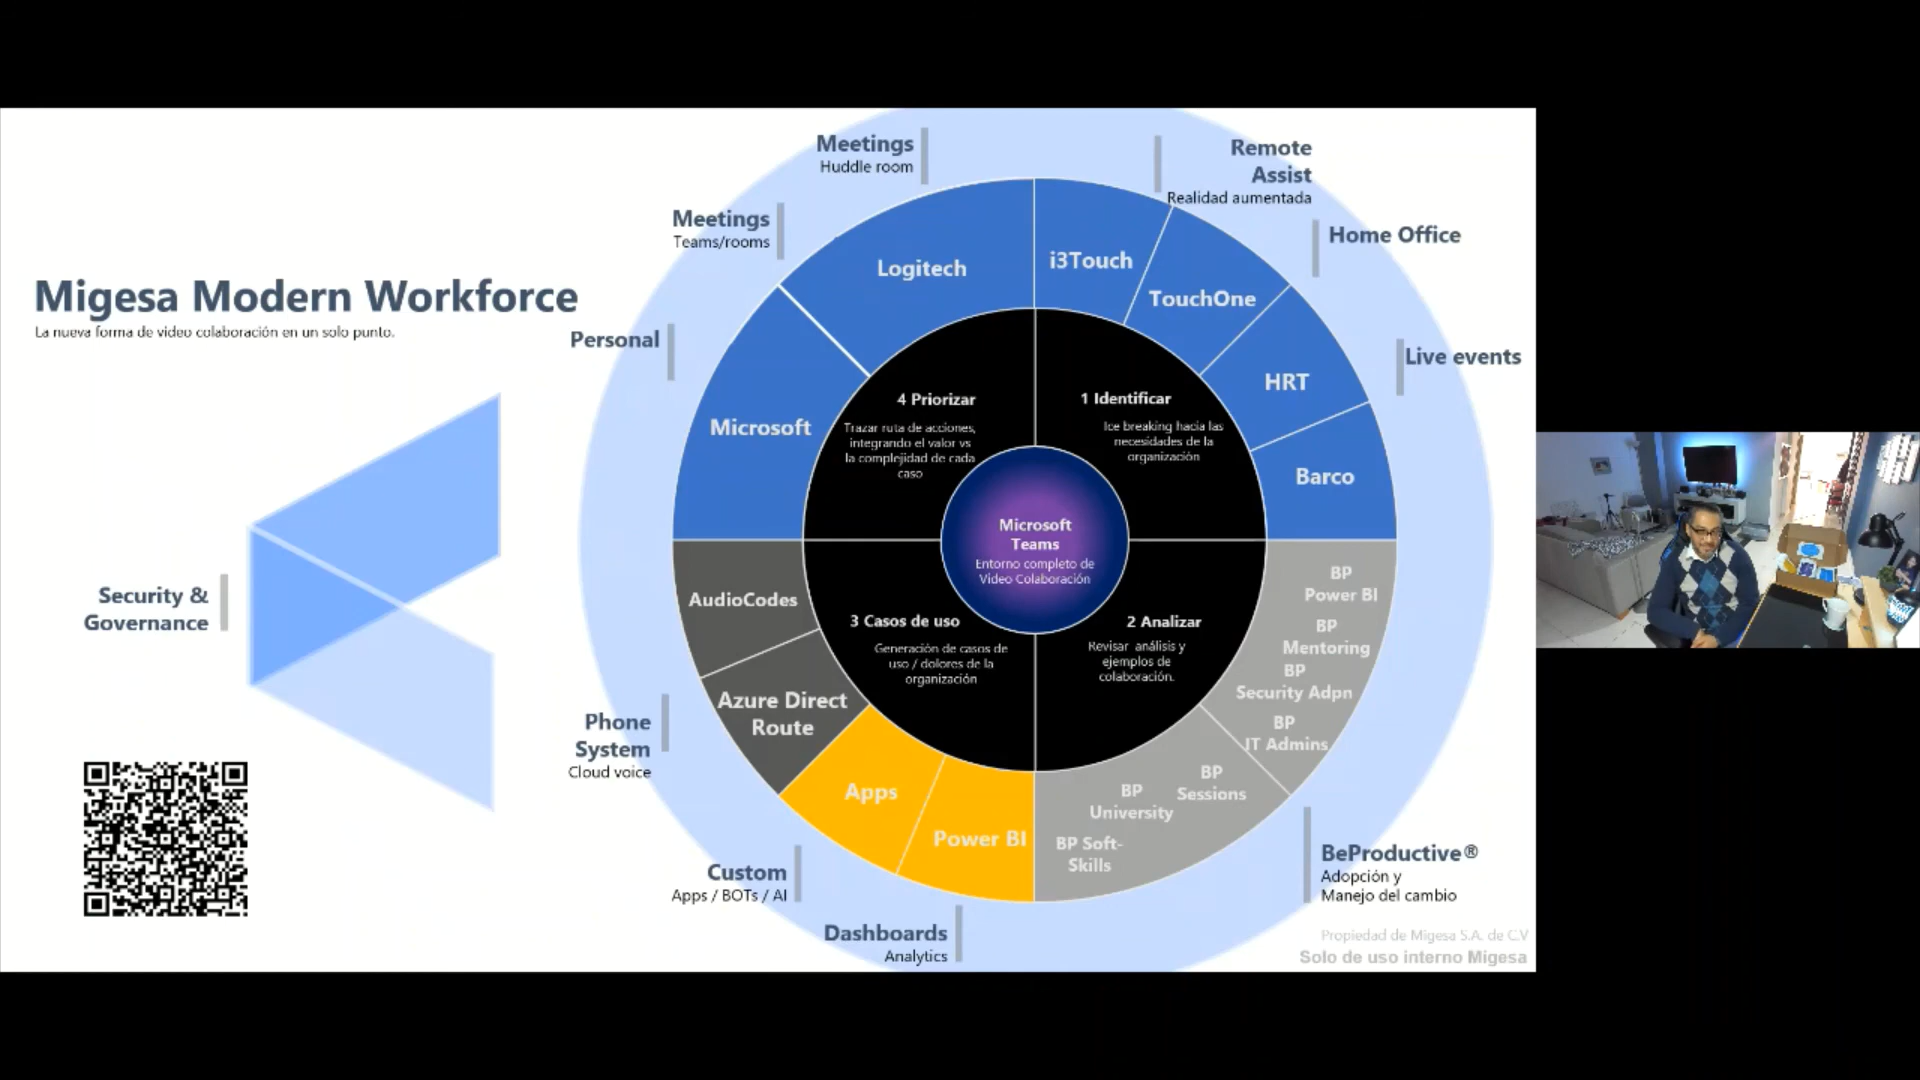 Migesa Modern Workforce
La nueva forma de video colaboración en un solo punto.
Security &
Governance
Meetings
Huddle room
Meetings
Teams/rooms
Personal
Remote
Assist
Realidad aumentada
Home Office
Live events
Logitech
i3Touch
TouchOne
HRT
Barco
Microsoft
4 Priorizar
Trazar ruta de acciones,
integrando el valor vs
la complejidad de cada
caso
1 Identificar
Ice breaking hacia las
necesidades de la
organización
Microsoft
Teams
Entorno completo de
Video Colaboración
3 Casos de uso
Generación de casos de
uso / dolores de la
organización
2 Analizar
Revisar análisis y
ejemplos de
colaboración.
AudioCodes
Azure Direct
Route
Apps
Power BI
BP
Power BI
BP
Mentoring
BP
Security Adpn
BP
IT Admins
BP
Sessions
BP
University
BP Soft-
Skills
Phone
System
Cloud voice
Custom
Apps / BOTs / AI
Dashboards
Analytics
BeProductive®
Adopción y
Manejo del cambio
Propiedad de Migesa S.A. de C.V
Solo de uso interno Migesa